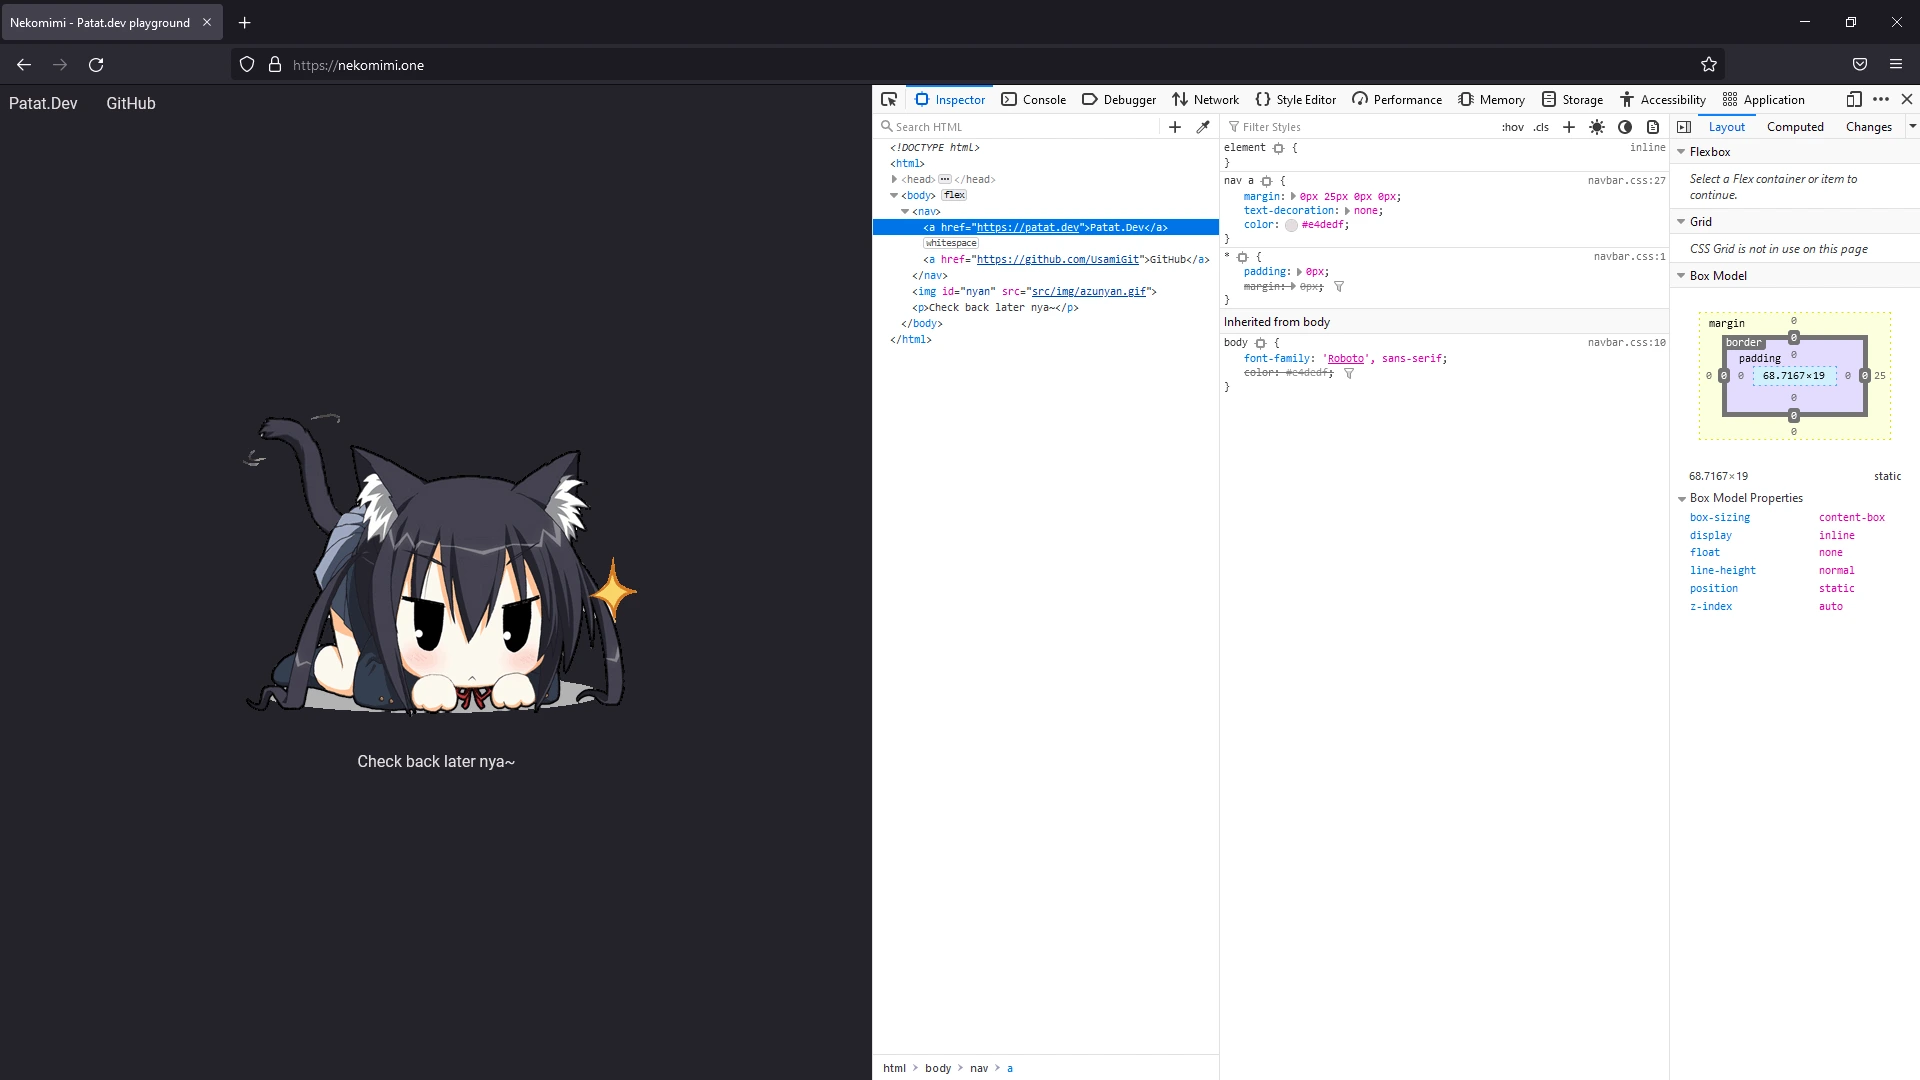 Nekomimi - Patat.dev playground
https://nekomimi.one
Patat.Dev GitHub
Check back later nya~
Inspector Console Debugger Network Style Editor Performance Memory Storage Accessibility Application
Search HTML
<!DOCTYPE html>
<html>
<head> ••• </head>
<body> flex
<nav>
<a href="https://patat.dev">Patat.Dev</a>
whitespace
<a href="https://github.com/UsamiGit">GitHub</a>
</nav>
<img id="nyan" src="src/img/azunyan.gif">
<p>Check back later nya~</p>
</body>
</html>
html > body > nav > a
Filter Styles :hov .cls
element { inline
}
nav a { navbar.css:27
margin: 0px 25px 0px 0px;
text-decoration: none;
color: #e4dedf;
}
* { navbar.css:1
padding: 0px;
margin: 0px;
}
Inherited from body
body { navbar.css:10
font-family: 'Roboto', sans-serif;
color: #e4dedf;
}
Layout Computed Changes
Flexbox
Select a Flex container or item to
continue.
Grid
CSS Grid is not in use on this page
Box Model
margin 0
border 0
padding 0
0 0 0 68.7167×19 0 0 25
0
0
0
68.7167×19 static
Box Model Properties
box-sizing content-box
display inline
float none
line-height normal
position static
z-index auto